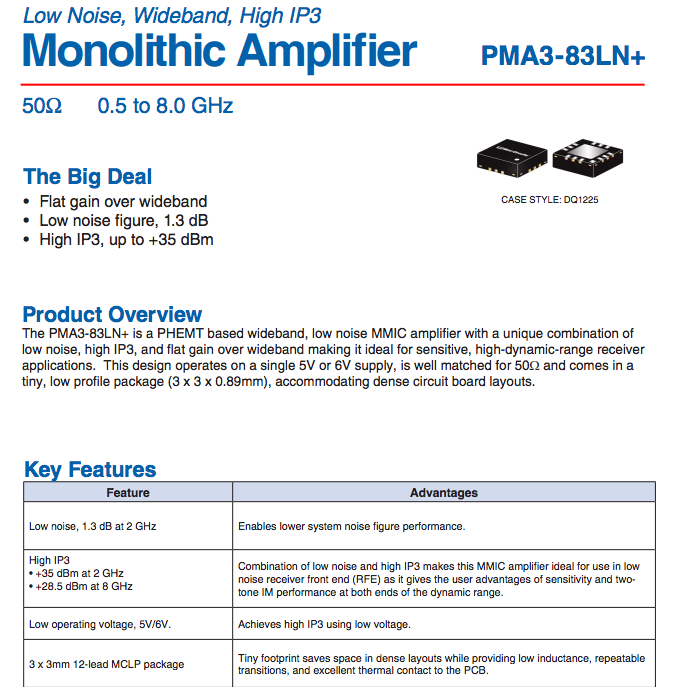 Low Noise, Wideband, High IP3
Monolithic Amplifier
PMA3-83LN+
50Ω 0.5 to 8.0 GHz
CASE STYLE: DQ1225
The Big Deal
• Flat gain over wideband
• Low noise figure, 1.3 dB
• High IP3, up to +35 dBm
Product Overview
The PMA3-83LN+ is a PHEMT based wideband, low noise MMIC amplifier with a unique combination of
low noise, high IP3, and flat gain over wideband making it ideal for sensitive, high-dynamic-range receiver
applications. This design operates on a single 5V or 6V supply, is well matched for 50Ω and comes in a
tiny, low profile package (3 x 3 x 0.89mm), accommodating dense circuit board layouts.
Key Features
Feature
Advantages
Low noise, 1.3 dB at 2 GHz
Enables lower system noise figure performance.
High IP3
• +35 dBm at 2 GHz
• +28.5 dBm at 8 GHz
Combination of low noise and high IP3 makes this MMIC amplifier ideal for use in low
noise receiver front end (RFE) as it gives the user advantages of sensitivity and two-
tone IM performance at both ends of the dynamic range.
Low operating voltage, 5V/6V.
Achieves high IP3 using low voltage.
3 x 3mm 12-lead MCLP package
Tiny footprint saves space in dense layouts while providing low inductance, repeatable
transitions, and excellent thermal contact to the PCB.